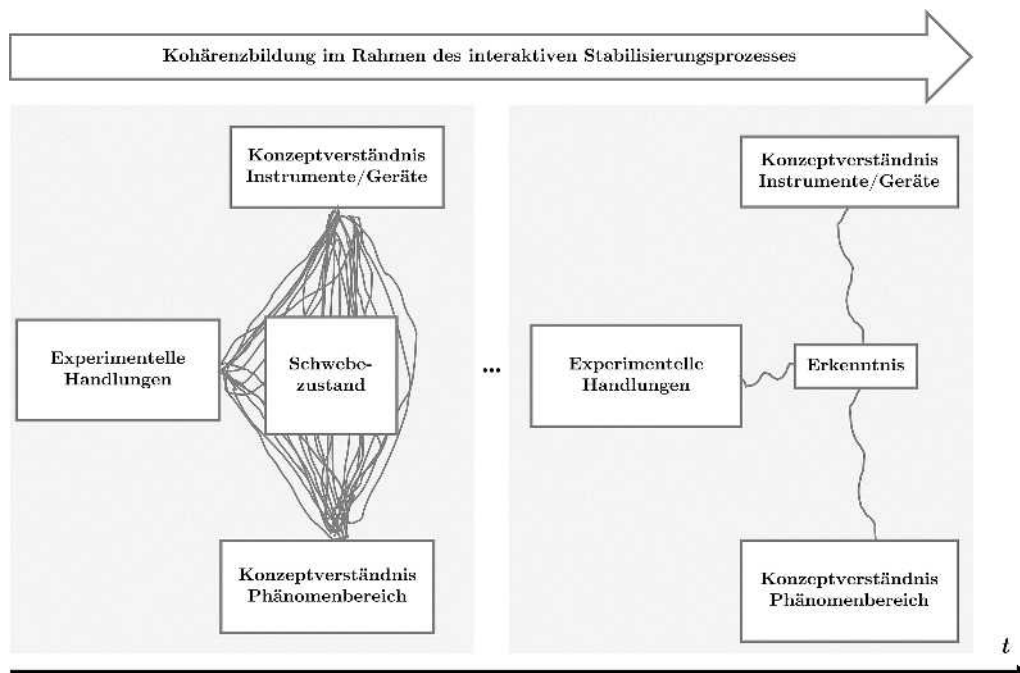 Kohärenzbildung im Rahmen des interaktiven Stabilisierungsprozesses
Konzeptverständnis
Instrumente/Geräte
Experimentelle
Handlungen
Schwebe-
zustand
Konzeptverständnis
Phänomenbereich
...
Konzeptverständnis
Instrumente/Geräte
Experimentelle
Handlungen
Erkenntnis
Konzeptverständnis
Phänomenbereich
t